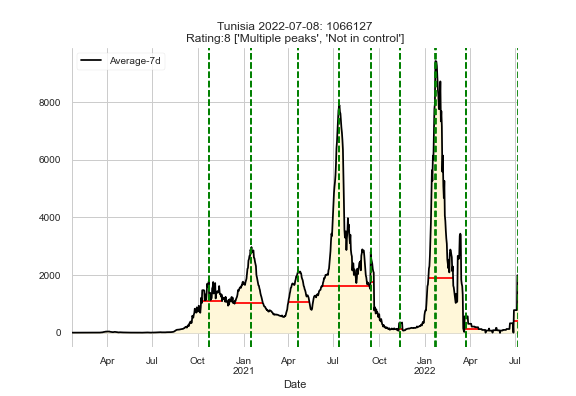 Tunisia 2022-07-08: 1066127
Rating:8 ['Multiple peaks', 'Not in control']
Average-7d
8000
6000
4000
2000
0
Apr
Jul
Oct
Jan
2021
Apr
Jul
Oct
Jan
2022
Apr
Jul
Date